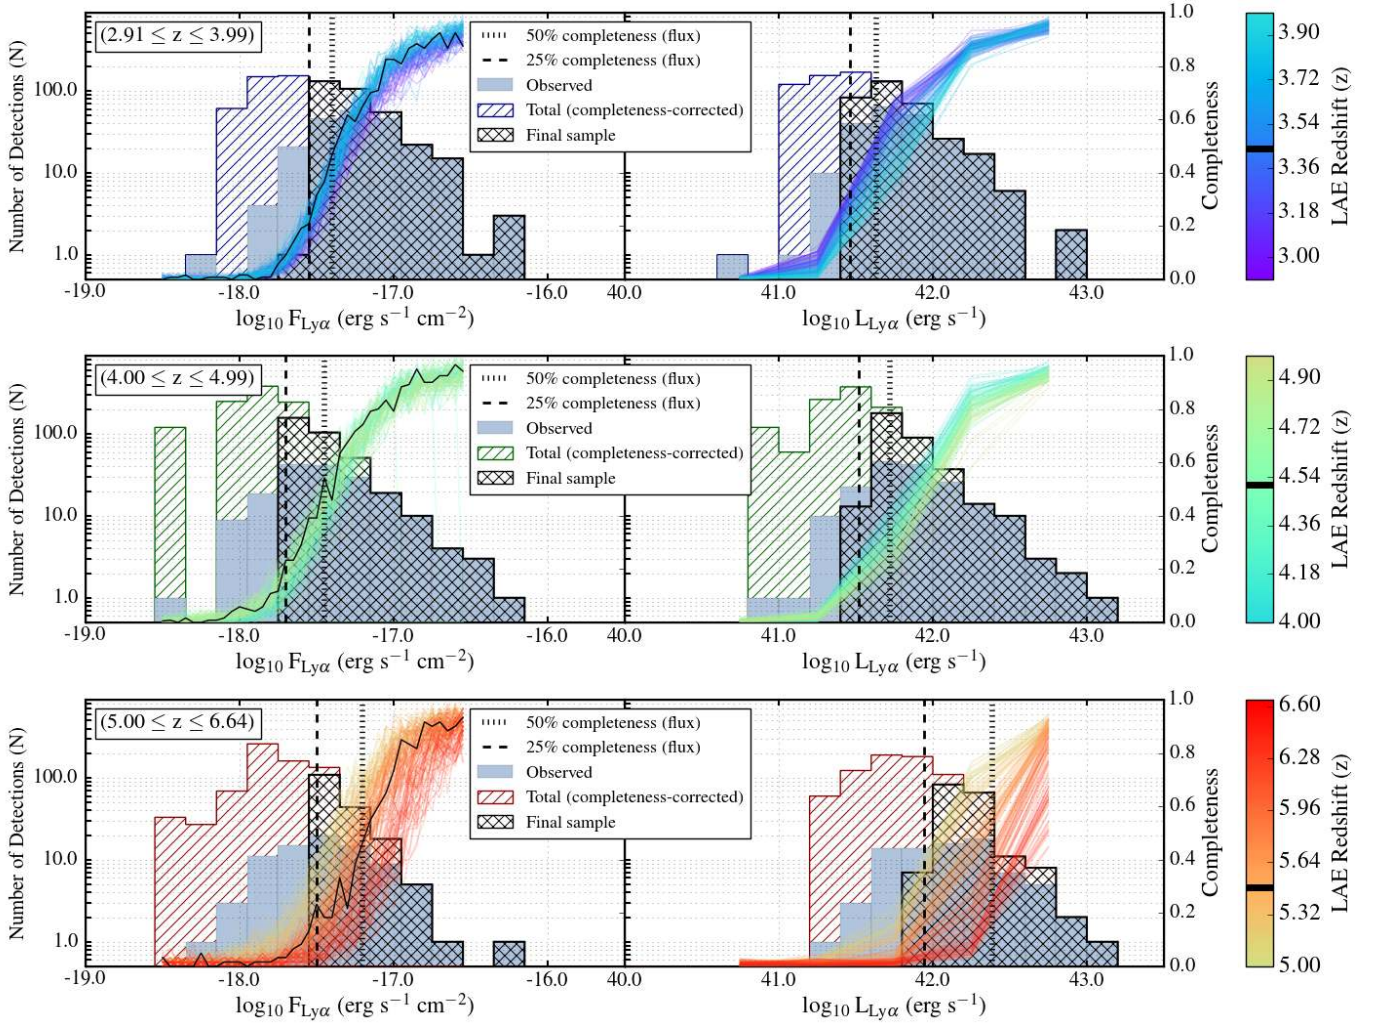 (2.91 ≤ z ≤ 3.99)
50% completeness (flux)
25% completeness (flux)
Observed
Total (completeness-corrected)
Final sample
Number of Detections (N)
100.0
10.0
1.0
-19.0 -18.0 -17.0 -16.0 40.0 41.0 42.0 43.0
log10 FLyα (erg s−1 cm−2)
log10 LLyα (erg s−1)
1.0
0.8
0.6
0.4
0.2
0.0
Completeness
3.90
3.72
3.54
3.36
3.18
3.00
LAE Redshift (z)
(4.00 ≤ z ≤ 4.99)
50% completeness (flux)
25% completeness (flux)
Observed
Total (completeness-corrected)
Final sample
Number of Detections (N)
100.0
10.0
1.0
-19.0 -18.0 -17.0 -16.0 40.0 41.0 42.0 43.0
log10 FLyα (erg s−1 cm−2)
log10 LLyα (erg s−1)
1.0
0.8
0.6
0.4
0.2
0.0
Completeness
4.90
4.72
4.54
4.36
4.18
4.00
LAE Redshift (z)
(5.00 ≤ z ≤ 6.64)
50% completeness (flux)
25% completeness (flux)
Observed
Total (completeness-corrected)
Final sample
Number of Detections (N)
100.0
10.0
1.0
-19.0 -18.0 -17.0 -16.0 40.0 41.0 42.0 43.0
log10 FLyα (erg s−1 cm−2)
log10 LLyα (erg s−1)
1.0
0.8
0.6
0.4
0.2
0.0
Completeness
6.60
6.28
5.96
5.64
5.32
5.00
LAE Redshift (z)